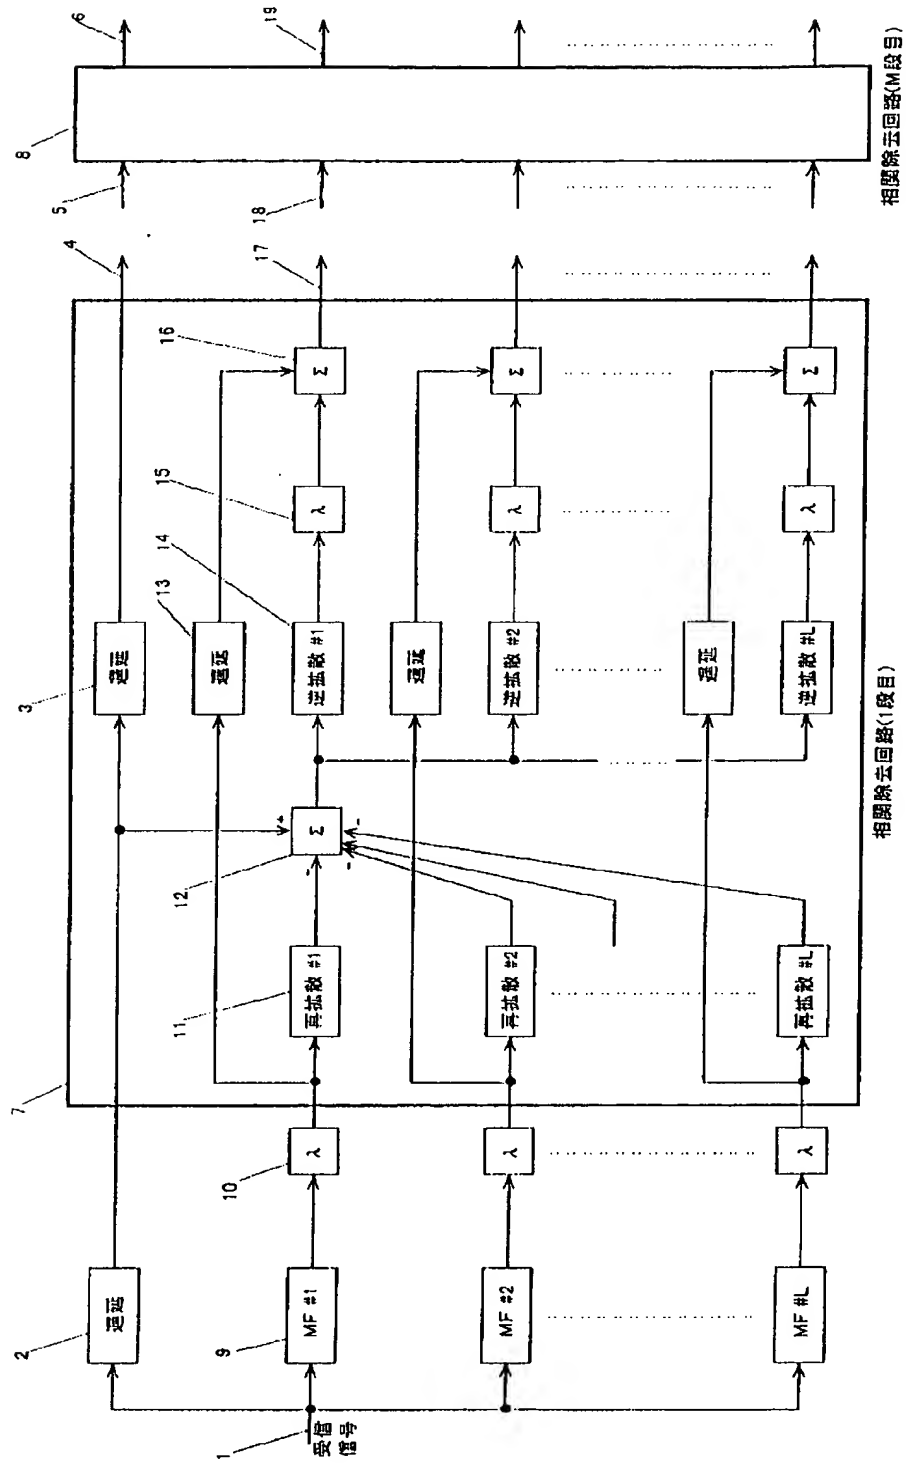 1
受信
信号
2
遅延
9
MF #1
MF #2
MF #L
10
λ
λ
λ
7
11
再拡散 #1
再拡散 #2
再拡散 #L
12
Σ
+
-
-
-
3
遅延
13
遅延
14
逆拡散 #1
遅延
逆拡散 #2
遅延
逆拡散 #L
15
λ
λ
λ
16
Σ
Σ
Σ
4
17
相関除去回路(1段目)
5
18
8
6
19
相関除去回路(M段目)